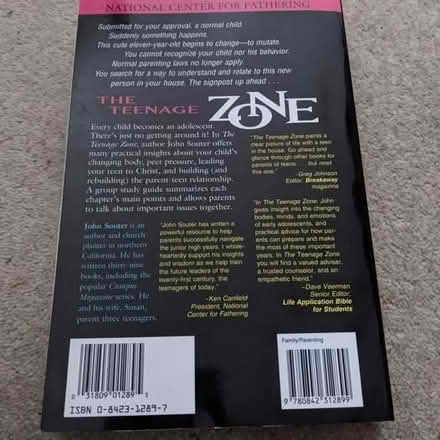 NATIONAL CENTER FOR FATHERING
Submitted for your approval, a normal child.
Suddenly something happens.
This cute eleven-year-old begins to change—to mutate.
You cannot recognize your child nor his behavior.
Normal parenting laws no longer apply.
You search for a way to understand and relate to this new
person in your house. The signpost up ahead . . .
THE
TEENAGE
ZONE
Every child becomes an adolescent.
There's just no getting around it! In The
Teenage Zone, author John Souter offers
many practical insights about your child's
changing body, peer pressure, leading
your teen to Christ, and building (and
rebuilding) the parent-teen relationship.
A group study guide summarizes each
chapter's main points and allows parents
to talk about important issues together.
John Souter is an
author and church
planter in northern
California. He has
written thirty-nine
books, including the
popular Campus
Magazine series. He
and his wife, Susan,
parent three teenagers.
"John Souter has written a
powerful resource to help
parents successfully navigate
the junior high years. I whole-
heartedly support his insights
and wisdom as we help train
the future leaders of the
twenty-first century, the
teenagers of today."
–Ken Canfield
President, National
Center for Fathering
"The Teenage Zone paints a
clear picture of life with a teen
in the house. Go ahead and
glance through other books for
parents of teens . . . but read
this one."
–Greg Johnson
Editor, Breakaway
magazine
"In The Teenage Zone, John
gives insight into the changing
bodies, minds, and emotions
of early adolescents, and
practical advice for how par-
ents can prepare and make
the most of these important
years. In The Teenage Zone
you will find a valued adviser,
a trusted counselor, and an
empathetic friend."
–Dave Veerman
Senior Editor,
Life Application Bible
for Students
0 31809 01289 5
ISBN 0-8423-1289-7
Family/Parenting
9 780842 312899